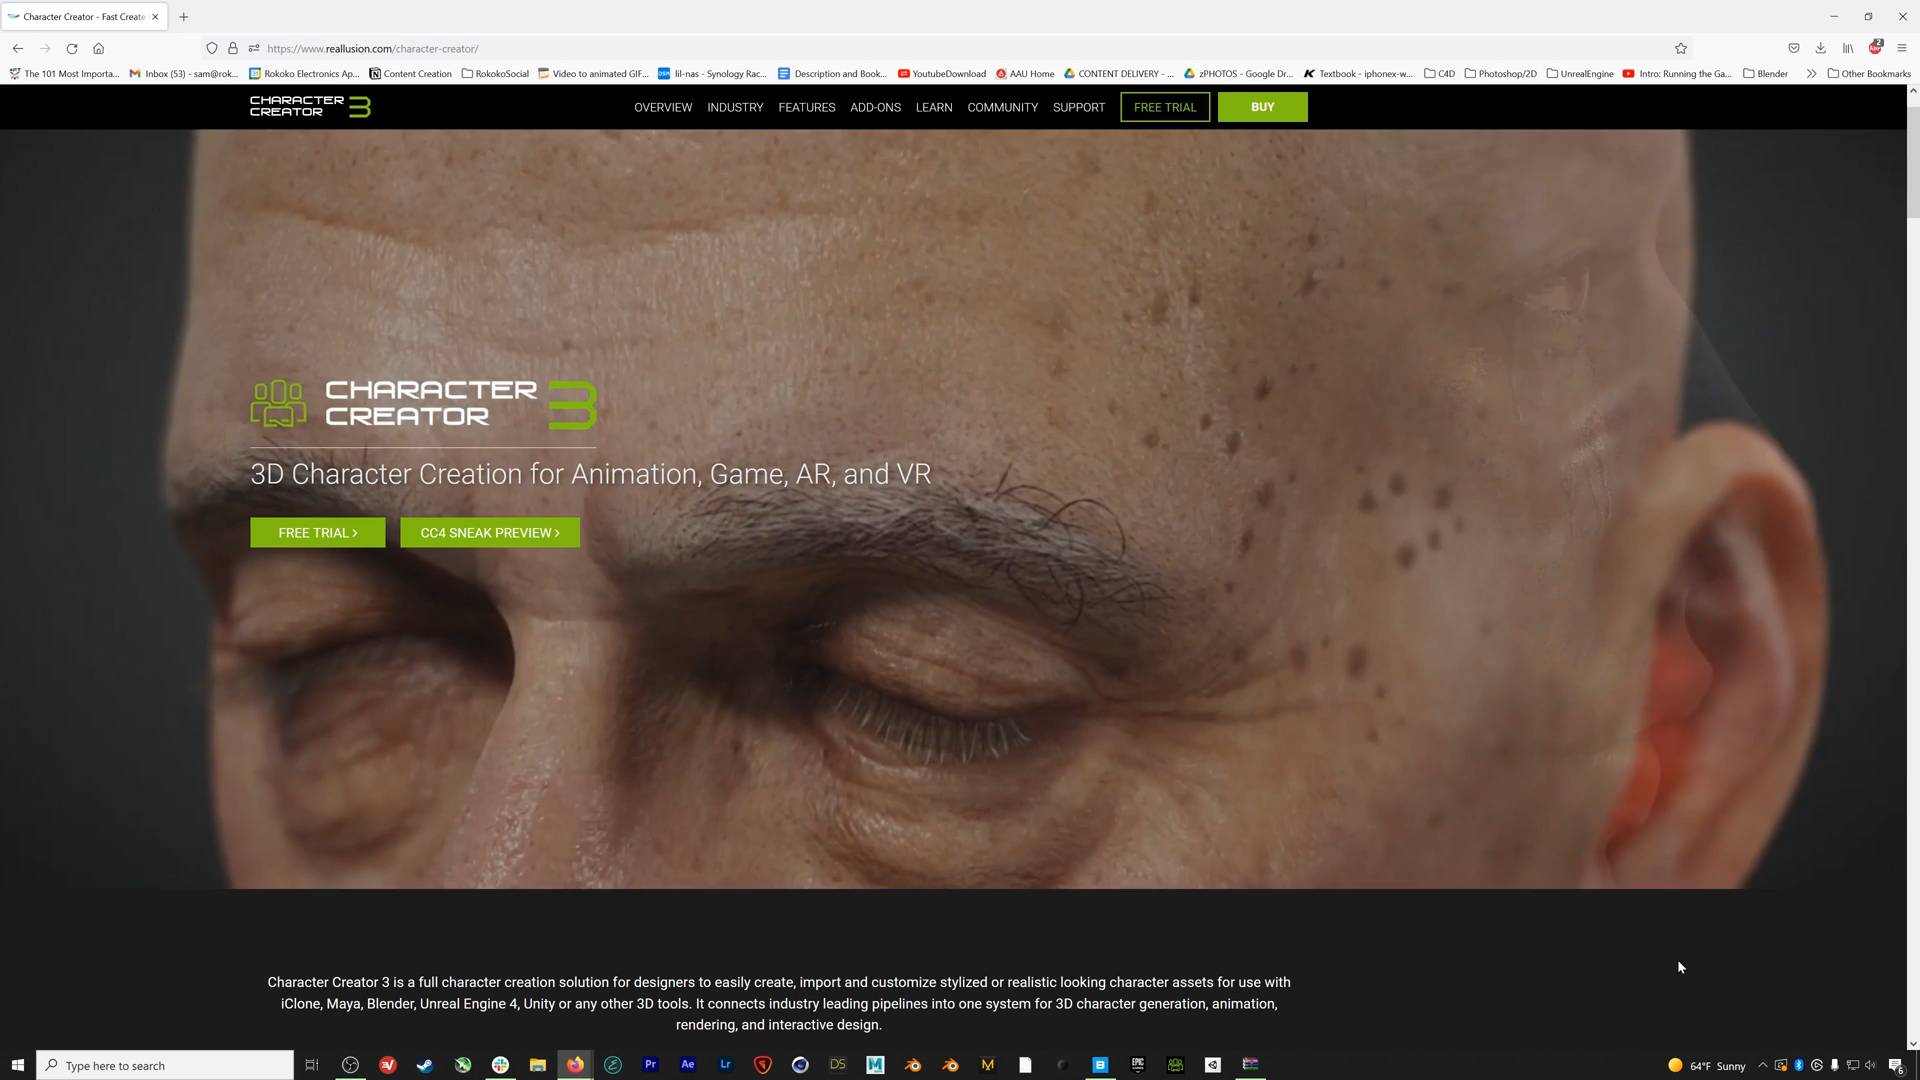 Character Creator - Fast Create
https://www.reallusion.com/character-creator/
The 101 Most Importa...
Inbox (53) - sam@rok...
Rokoko Electronics Ap...
Content Creation
RokokoSocial
Video to animated GIF...
lil-nas - Synology Rac...
Description and Book...
YoutubeDownload
AAU Home
CONTENT DELIVERY - ...
zPHOTOS - Google Dr...
Textbook - iphonex-w...
C4D
Photoshop/2D
UnrealEngine
Intro: Running the Ga...
Blender
Other Bookmarks
CHARACTER CREATOR 3
OVERVIEW
INDUSTRY
FEATURES
ADD-ONS
LEARN
COMMUNITY
SUPPORT
FREE TRIAL
BUY
CHARACTER
CREATOR 3
3D Character Creation for Animation, Game, AR, and VR
FREE TRIAL >
CC4 SNEAK PREVIEW >
Character Creator 3 is a full character creation solution for designers to easily create, import and customize stylized or realistic looking character assets for use with
iClone, Maya, Blender, Unreal Engine 4, Unity or any other 3D tools. It connects industry leading pipelines into one system for 3D character generation, animation,
rendering, and interactive design.
Type here to search
Pr
Ae
Lr
DS
64°F Sunny